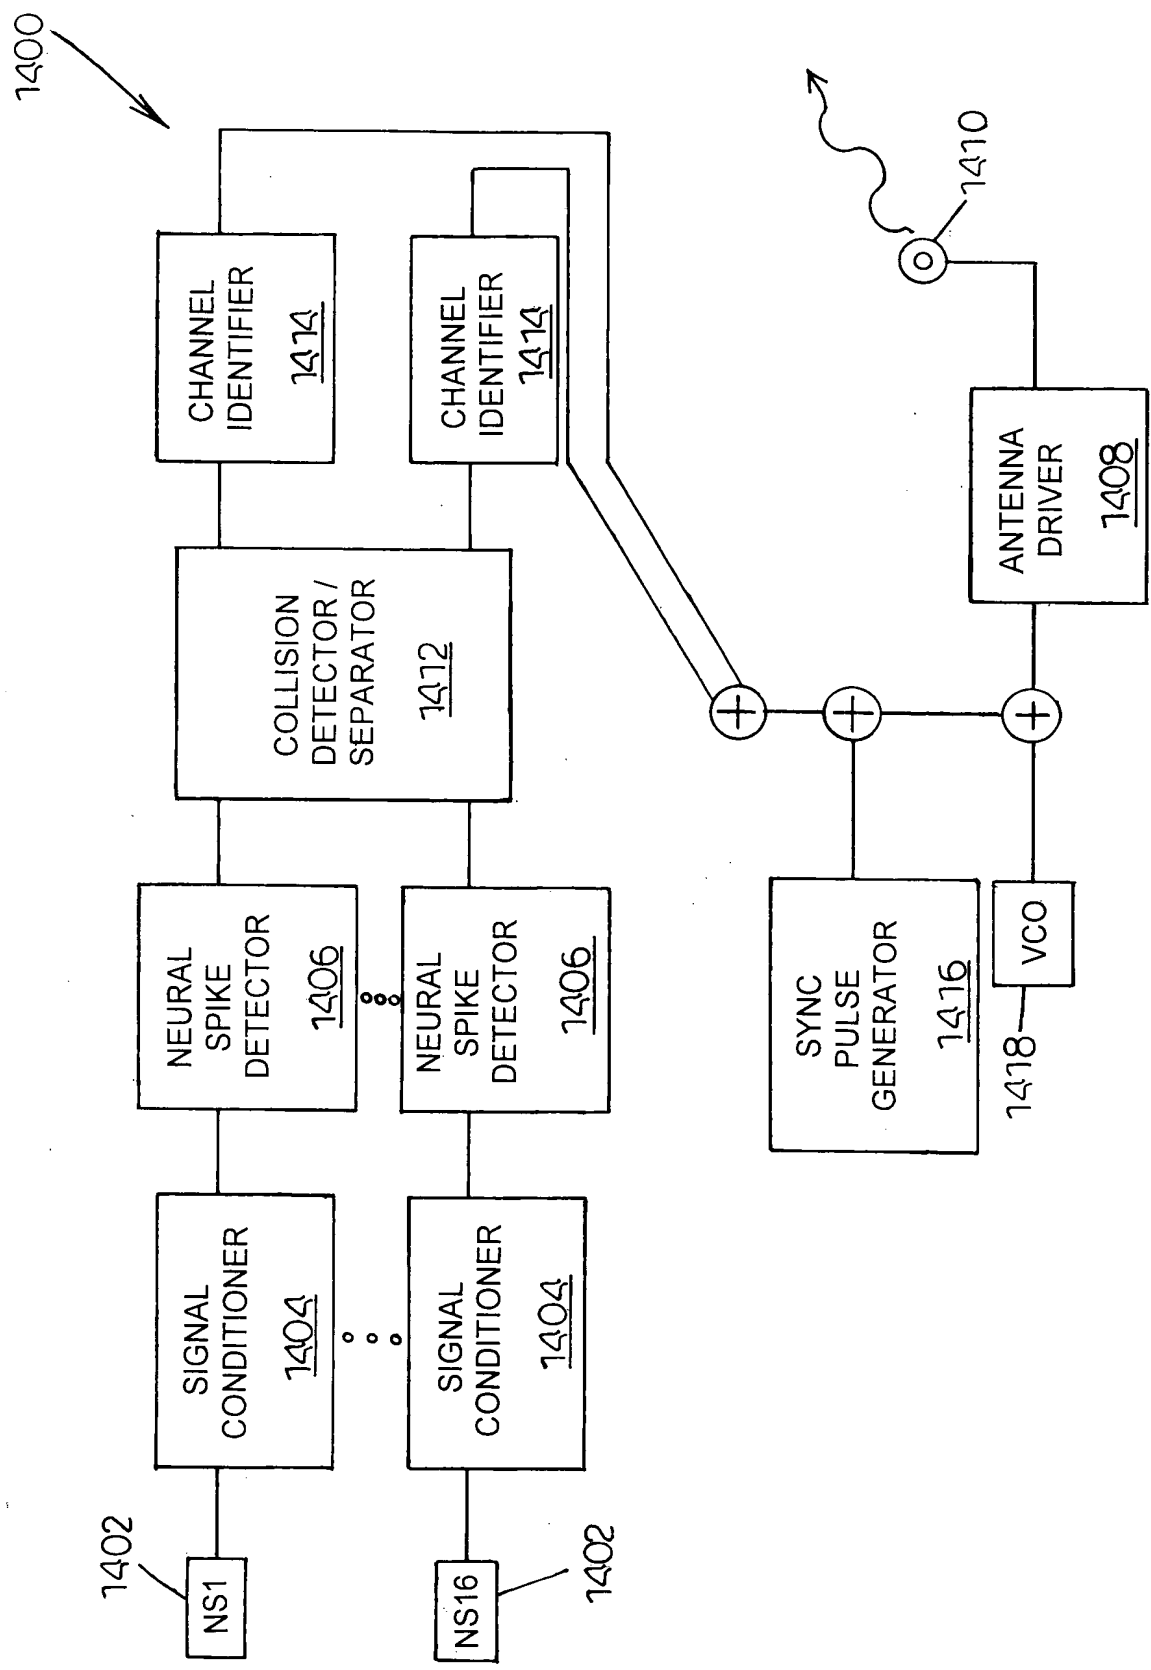 1400
1402
NS1
SIGNAL
CONDITIONER
1404
NEURAL
SPIKE
DETECTOR
1406
COLLISION
DETECTOR /
SEPARATOR
1412
CHANNEL
IDENTIFIER
1414
NS16
1402
SIGNAL
CONDITIONER
1404
NEURAL
SPIKE
DETECTOR
1406
CHANNEL
IDENTIFIER
1414
SYNC
PULSE
GENERATOR
1416
1418
VCO
ANTENNA
DRIVER
1408
1410